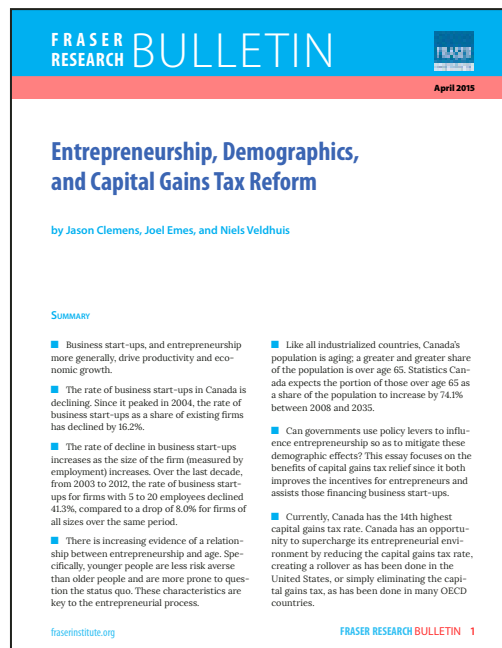 FRASER
RESEARCH BULLETIN
FRASER
April 2015
Entrepreneurship, Demographics,
and Capital Gains Tax Reform
by Jason Clemens, Joel Emes, and Niels Veldhuis
Summary
Business start-ups, and entrepreneurship
more generally, drive productivity and eco-
nomic growth.
The rate of business start-ups in Canada is
declining. Since it peaked in 2004, the rate of
business start-ups as a share of existing firms
has declined by 16.2%.
The rate of decline in business start-ups
increases as the size of the firm (measured by
employment) increases. Over the last decade,
from 2003 to 2012, the rate of business start-
ups for firms with 5 to 20 employees declined
41.3%, compared to a drop of 8.0% for firms of
all sizes over the same period.
There is increasing evidence of a relation-
ship between entrepreneurship and age. Spe-
cifically, younger people are less risk averse
than older people and are more prone to ques-
tion the status quo. These characteristics are
key to the entrepreneurial process.
Like all industrialized countries, Canada's
population is aging; a greater and greater share
of the population is over age 65. Statistics Can-
ada expects the portion of those over age 65 as
a share of the population to increase by 74.1%
between 2008 and 2035.
Can governments use policy levers to influ-
ence entrepreneurship so as to mitigate these
demographic effects? This essay focuses on the
benefits of capital gains tax relief since it both
improves the incentives for entrepreneurs and
assists those financing business start-ups.
Currently, Canada has the 14th highest
capital gains tax rate. Canada has an opportu-
nity to supercharge its entrepreneurial envi-
ronment by reducing the capital gains tax rate,
creating a rollover as has been done in the
United States, or simply eliminating the capi-
tal gains tax, as has been done in many OECD
countries.
fraserinstitute.org
FRASER RESEARCH BULLETIN 1